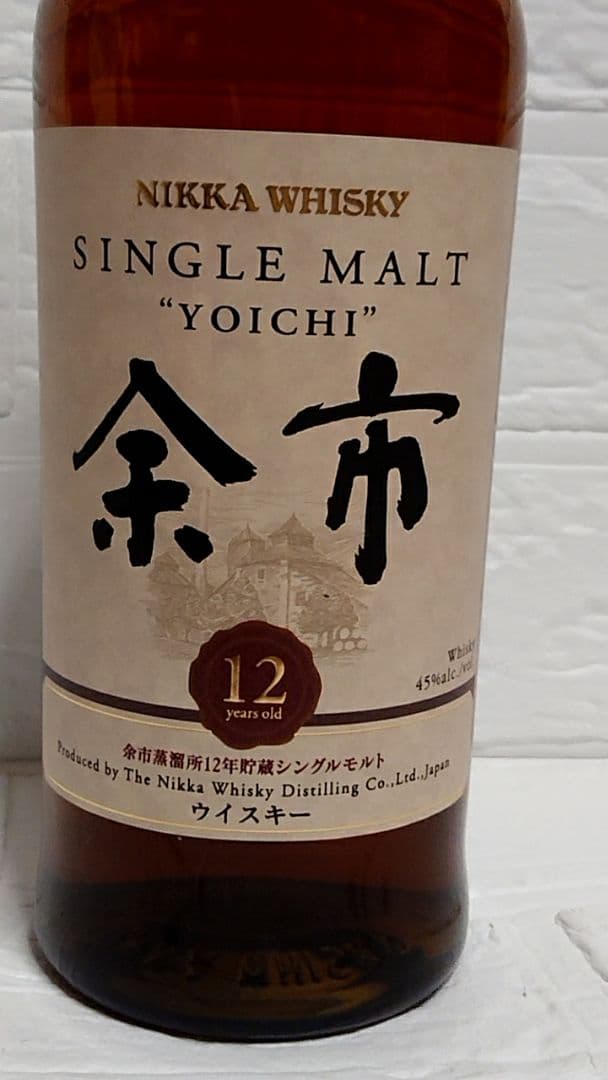 NIKKA WHISKY
SINGLE MALT
“YOICHI”
余市
12
years old
Whisky
45%alc./vol
余市蒸溜所12年貯蔵シングルモルト
Produced by The Nikka Whisky Distilling Co.,Ltd.,Japan
ウイスキー